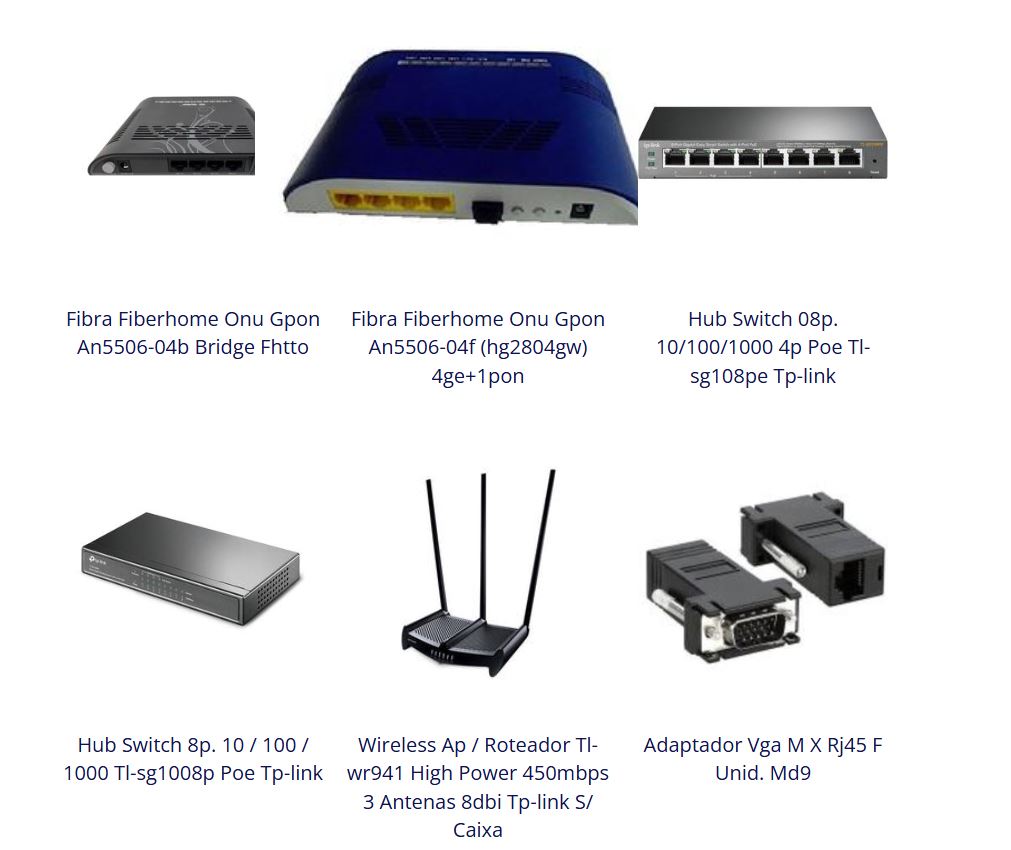 tp-link
Fibra Fiberhome Onu Gpon
An5506-04b Bridge Fhtto
Fibra Fiberhome Onu Gpon
An5506-04f (hg2804gw)
4ge+1pon
Hub Switch 08p.
10/100/1000 4p Poe Tl-
sg108pe Tp-link
Hub Switch 8p. 10 / 100 /
1000 Tl-sg1008p Poe Tp-link
Wireless Ap / Roteador Tl-
wr941 High Power 450mbps
3 Antenas 8dbi Tp-link S/
Caixa
Adaptador Vga M X Rj45 F
Unid. Md9